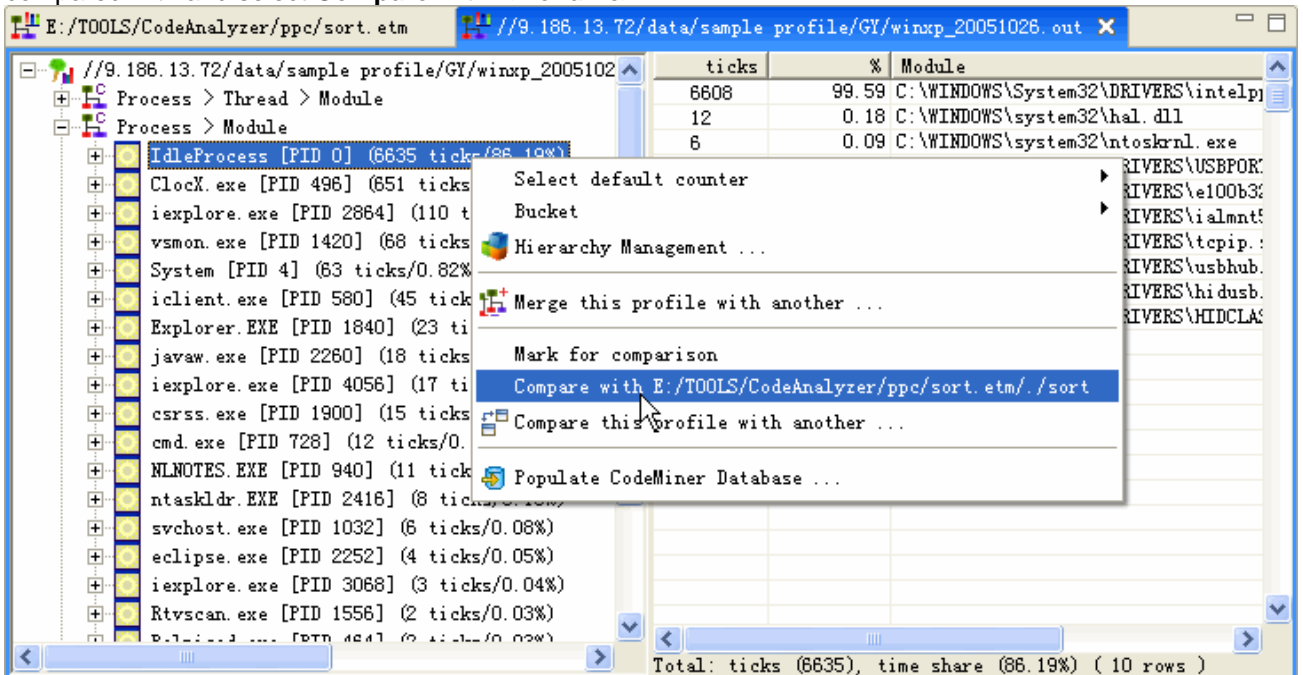 E:/TOOLS/CodeAnalyzer/ppc/sort.etm
//9.186.13.72/data/sample profile/GY/winxp_20051026.out
//9.186.13.72/data/sample profile/GY/winxp_2005102
Process > Thread > Module
Process > Module
IdleProcess [PID 0] (6635 ticks/86.19%)
ClocX.exe [PID 496] (651 ticks
iexplore.exe [PID 2864] (110 t
vsmon.exe [PID 1420] (68 ticks
System [PID 4] (63 ticks/0.82%
iclient.exe [PID 580] (45 tick
Explorer.EXE [PID 1840] (23 ti
javaw.exe [PID 2260] (18 ticks
iexplore.exe [PID 4056] (17 ti
csrss.exe [PID 1900] (15 ticks
cmd.exe [PID 728] (12 ticks/0.
NLNOTES.EXE [PID 940] (11 tick
ntaskldr.EXE [PID 2416] (8 tic
svchost.exe [PID 1032] (6 ticks/0.08%)
eclipse.exe [PID 2252] (4 ticks/0.05%)
iexplore.exe [PID 3068] (3 ticks/0.04%)
Rtvscan.exe [PID 1556] (2 ticks/0.03%)
Select default counter
Bucket
Hierarchy Management ...
Merge this profile with another ...
Mark for comparison
Compare with E:/TOOLS/CodeAnalyzer/ppc/sort.etm/./sort
Compare this profile with another ...
Populate CodeMiner Database ...
ticks % Module
6608 99.59 C:\WINDOWS\System32\DRIVERS\intelpp
12 0.18 C:\WINDOWS\system32\hal.dll
6 0.09 C:\WINDOWS\system32\ntoskrnl.exe
RIVERS\USBPOR
RIVERS\e100b32
RIVERS\ialmnt5
RIVERS\tcpip.
RIVERS\usbhub.
RIVERS\hidusb.
RIVERS\HIDCLAS
Total: ticks (6635), time share (86.19%) ( 10 rows )